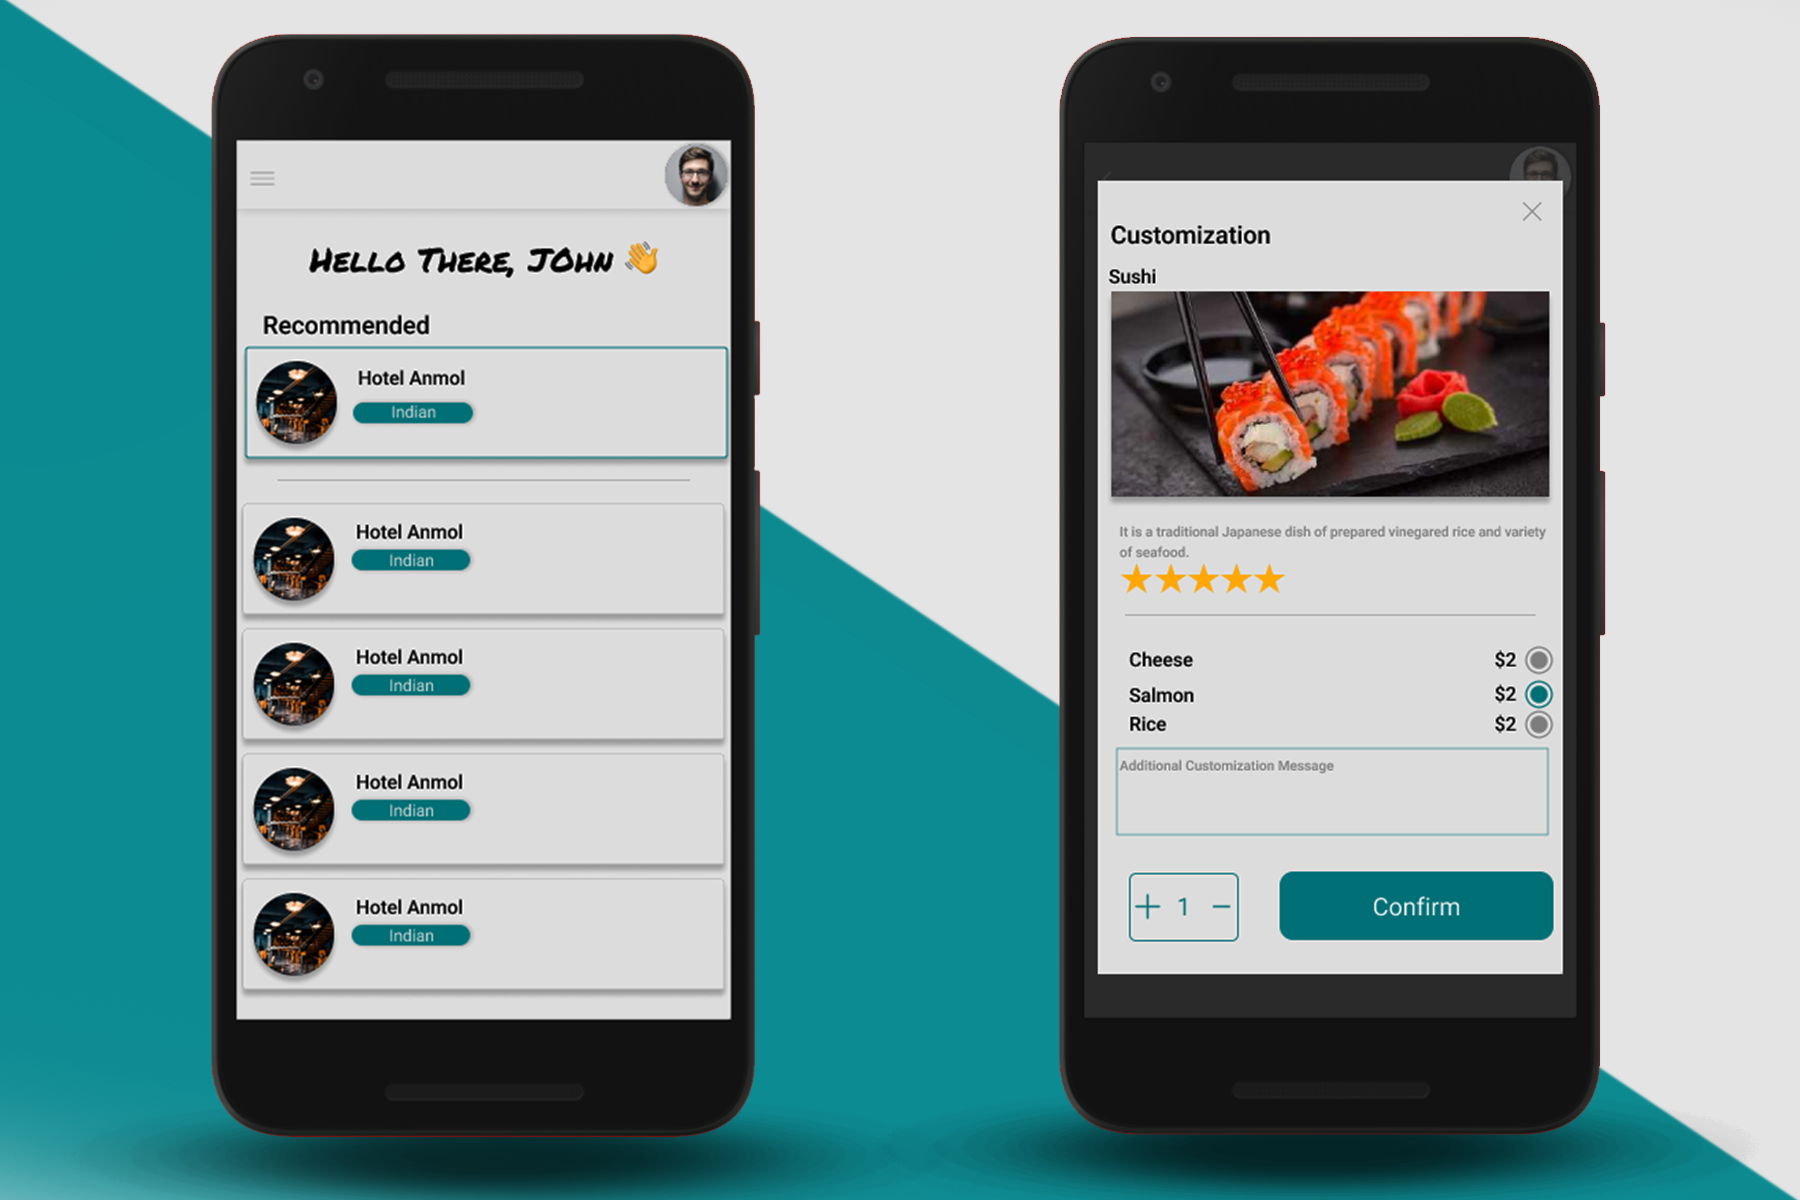 Hello There, JOhn 👋
Recommended
Hotel Anmol
Indian
Hotel Anmol
Indian
Hotel Anmol
Indian
Hotel Anmol
Indian
Hotel Anmol
Indian
Customization
Sushi
It is a traditional Japanese dish of prepared vinegared rice and variety
of seafood.
Cheese $2
Salmon $2
Rice $2
Additional Customization Message
+ 1 −
Confirm